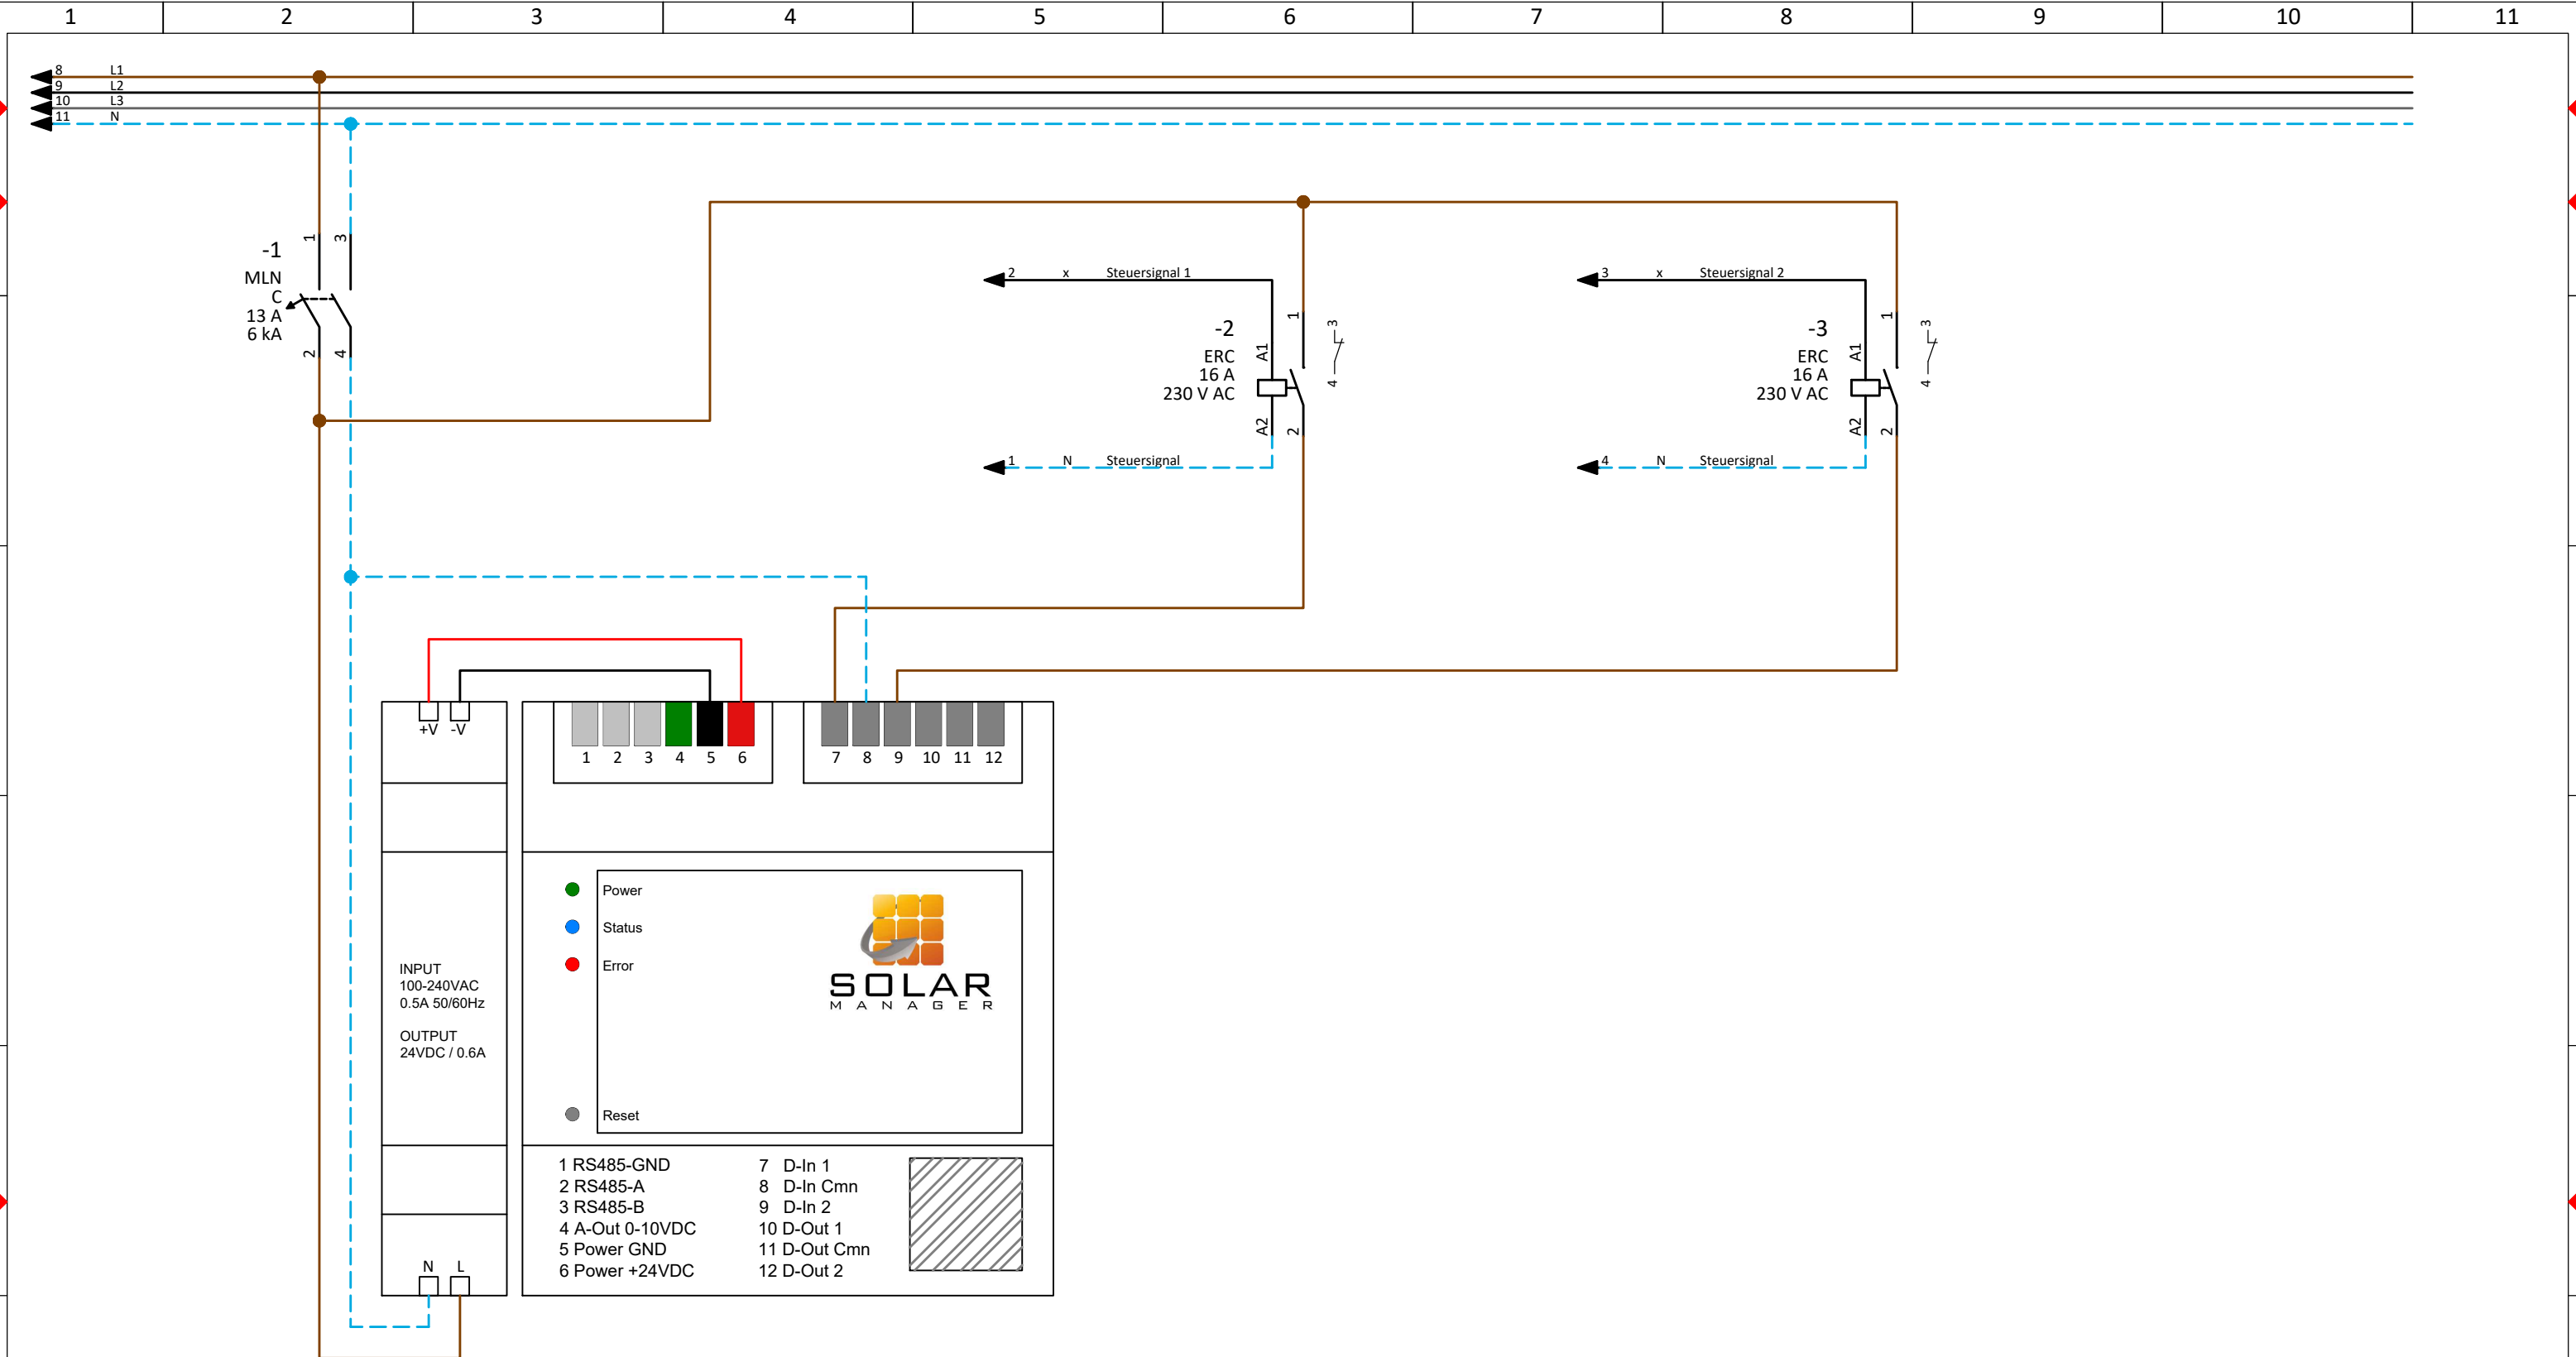 1 2 3 4 5 6 7 8 9 10 11
8 L1
9 L2
10 L3
11 N
-1
MLN
C
13 A
6 kA
1 3
2 4
2 x Steuersignal 1
-2
ERC
16 A
230 V AC
A1 1
A2 2
3
4
1 N Steuersignal
3 x Steuersignal 2
-3
ERC
16 A
230 V AC
A1 1
A2 2
3
4
4 N Steuersignal
+V -V
INPUT
100-240VAC
0.5A 50/60Hz
OUTPUT
24VDC / 0.6A
N L
1 2 3 4 5 6 7 8 9 10 11 12
Power
Status
Error
SOLAR
MANAGER
Reset
1 RS485-GND
2 RS485-A
3 RS485-B
4 A-Out 0-10VDC
5 Power GND
6 Power +24VDC
7 D-In 1
8 D-In Cmn
9 D-In 2
10 D-Out 1
11 D-Out Cmn
12 D-Out 2